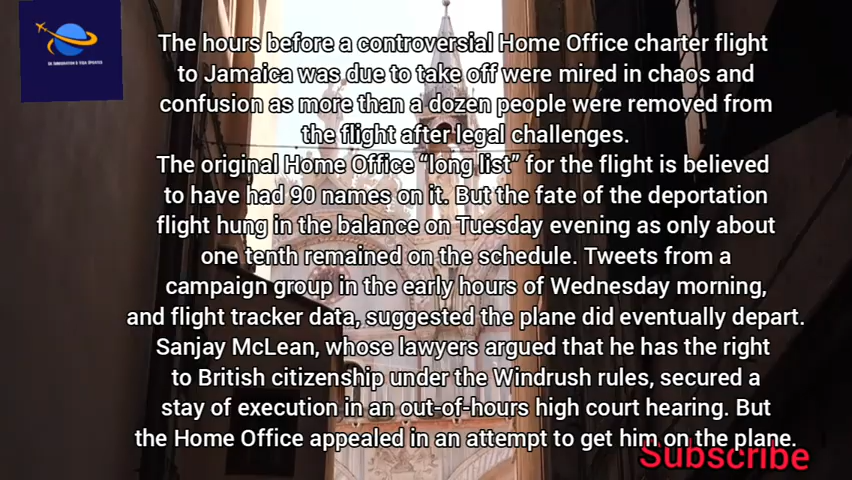 UK IMMIGRATION & VISA UPDATES
The hours before a controversial Home Office charter flight
to Jamaica was due to take off were mired in chaos and
confusion as more than a dozen people were removed from
the flight after legal challenges.
The original Home Office “long list” for the flight is believed
to have had 90 names on it. But the fate of the deportation
flight hung in the balance on Tuesday evening as only about
one tenth remained on the schedule. Tweets from a
campaign group in the early hours of Wednesday morning,
and flight tracker data, suggested the plane did eventually depart.
Sanjay McLean, whose lawyers argued that he has the right
to British citizenship under the Windrush rules, secured a
stay of execution in an out-of-hours high court hearing. But
the Home Office appealed in an attempt to get him on the plane.
Subscribe